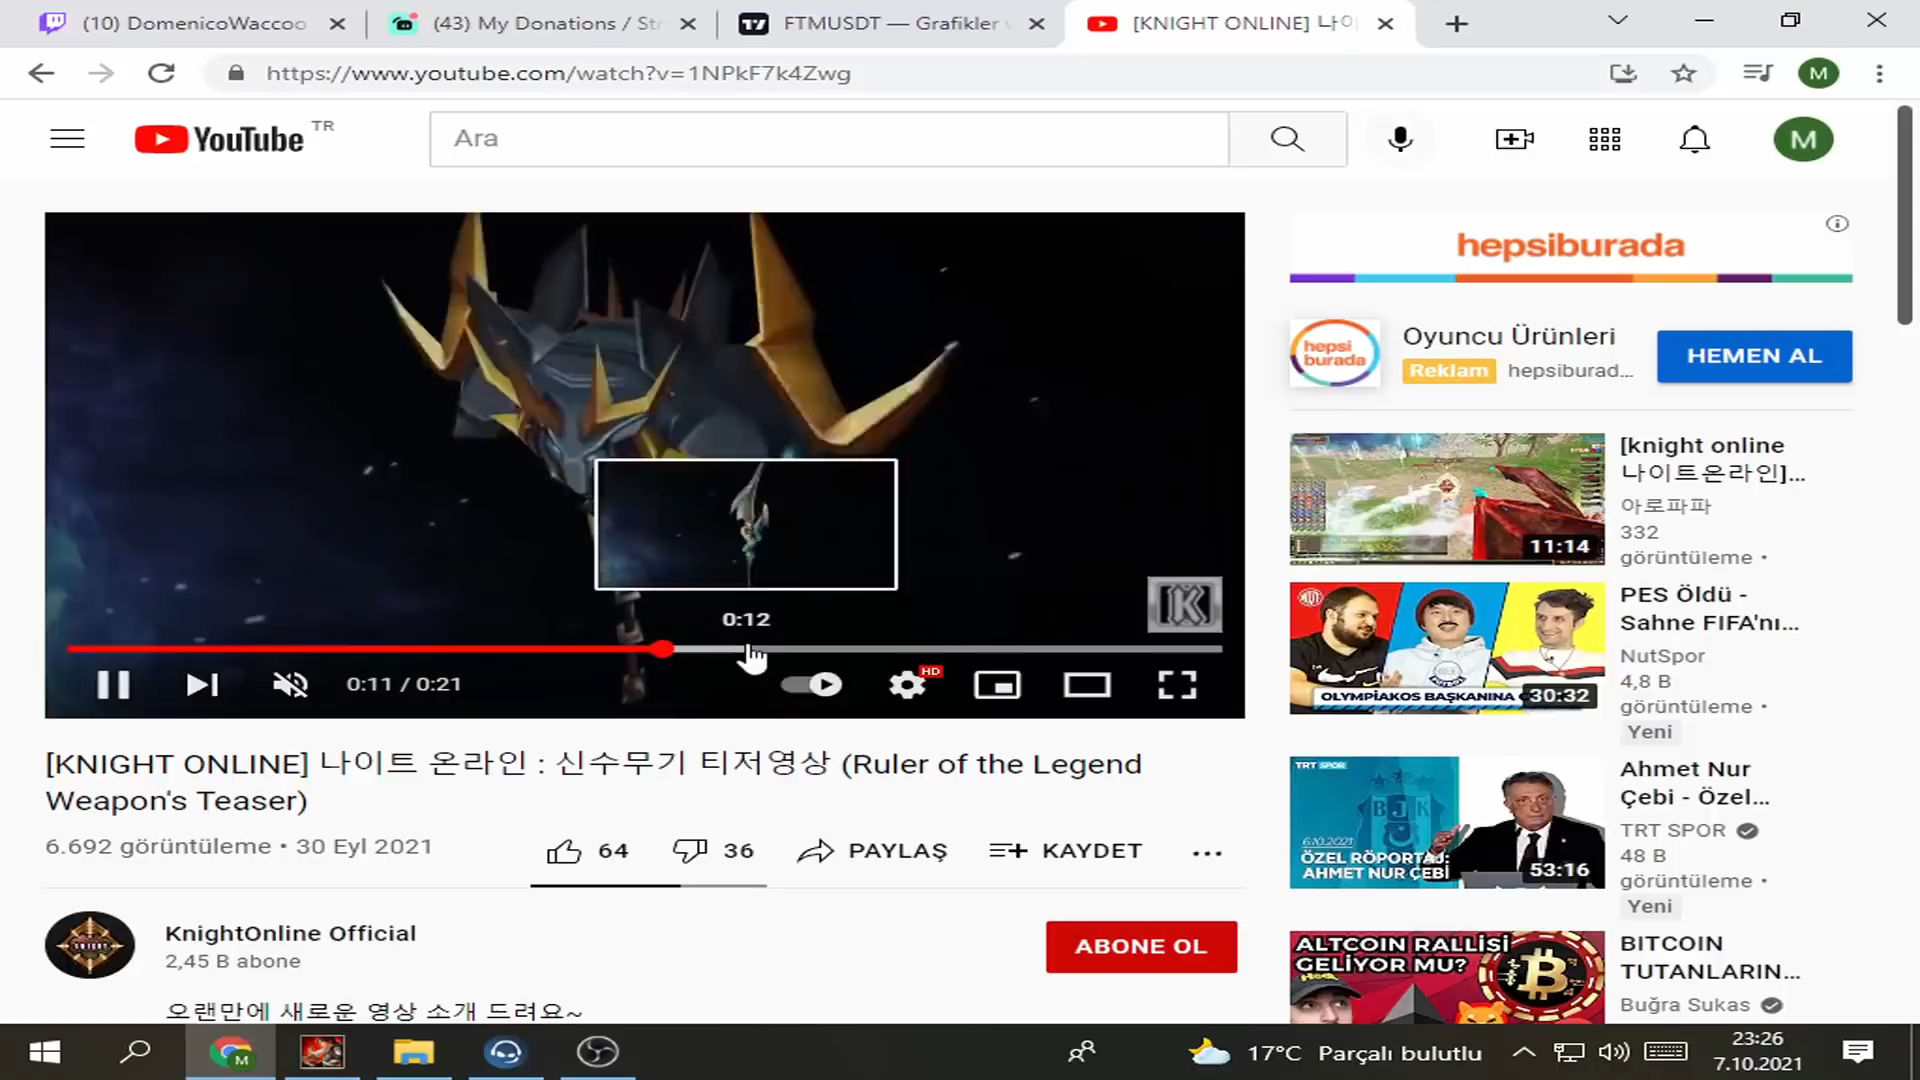 (10) DomenicoWaccoo
(43) My Donations / Str
FTMUSDT — Grafikler v
[KNIGHT ONLINE] 나이
https://www.youtube.com/watch?v=1NPkF7k4Zwg
M
YouTube TR
Ara
M
hepsiburada
hepsi
burada
Oyuncu Ürünleri
Reklam hepsiburad...
HEMEN AL
0:12
K
0:11 / 0:21
HD
[KNIGHT ONLINE] 나이트 온라인 : 신수무기 티저영상 (Ruler of the Legend
Weapon's Teaser)
6.692 görüntüleme • 30 Eyl 2021
64
36
PAYLAŞ
KAYDET
KnightOnline Official
2,45 B abone
ABONE OL
오랜만에 새로운 영상 소개 드려요~
[knight online
나이트온라인]...
아로파파
332
görüntüleme •
11:14
PES Öldü -
Sahne FIFA'nı...
NutSpor
4,8 B
görüntüleme •
Yeni
OLYMPİAKOS BAŞKANINA
30:32
TRT SPOR
BJK
6.10.2021
ÖZEL RÖPORTAJ:
AHMET NUR ÇEBİ
53:16
Ahmet Nur
Çebi - Özel...
TRT SPOR
48 B
görüntüleme •
Yeni
ALTCOIN RALLİSİ
GELİYOR MU?
BITCOIN
TUTANLARIN...
Buğra Sukas
M
17°C Parçalı bulutlu
23:26
7.10.2021